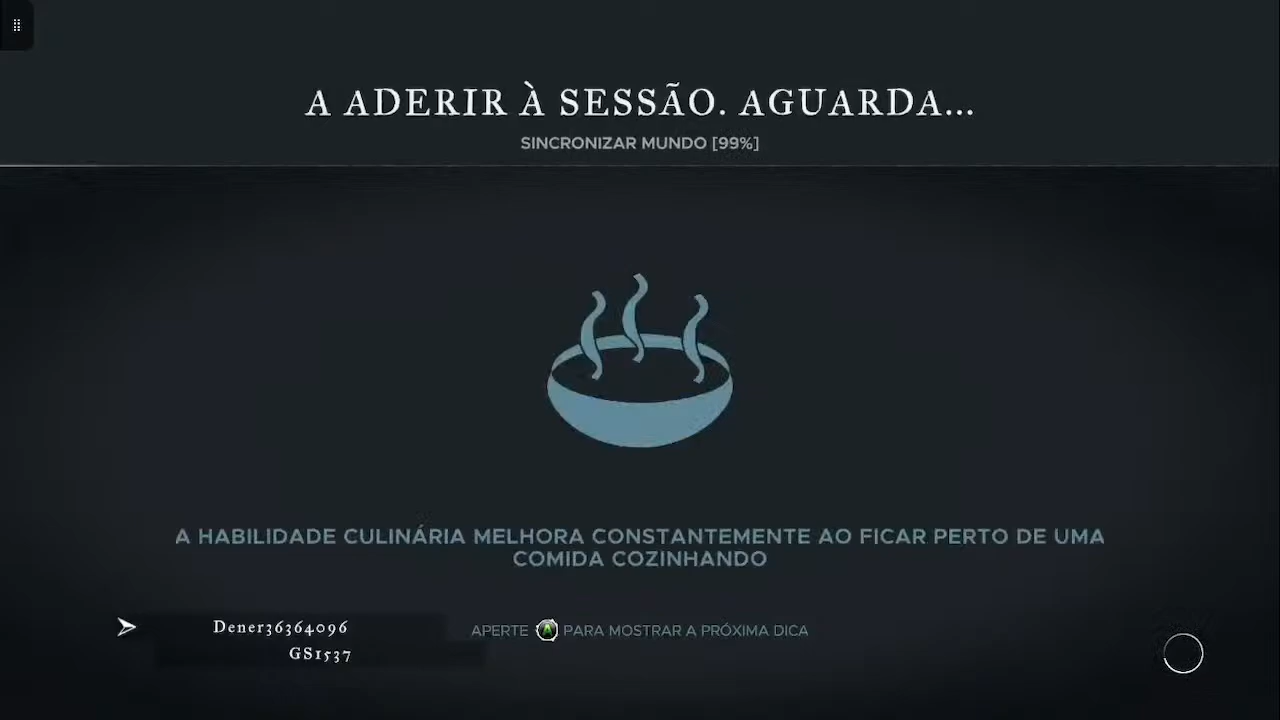 A ADERIR À SESSÃO. AGUARDA...
SINCRONIZAR MUNDO [99%]
A HABILIDADE CULINÁRIA MELHORA CONSTANTEMENTE AO FICAR PERTO DE UMA
COMIDA COZINHANDO
Dener36364096
APERTE A PARA MOSTRAR A PRÓXIMA DICA
GS1537